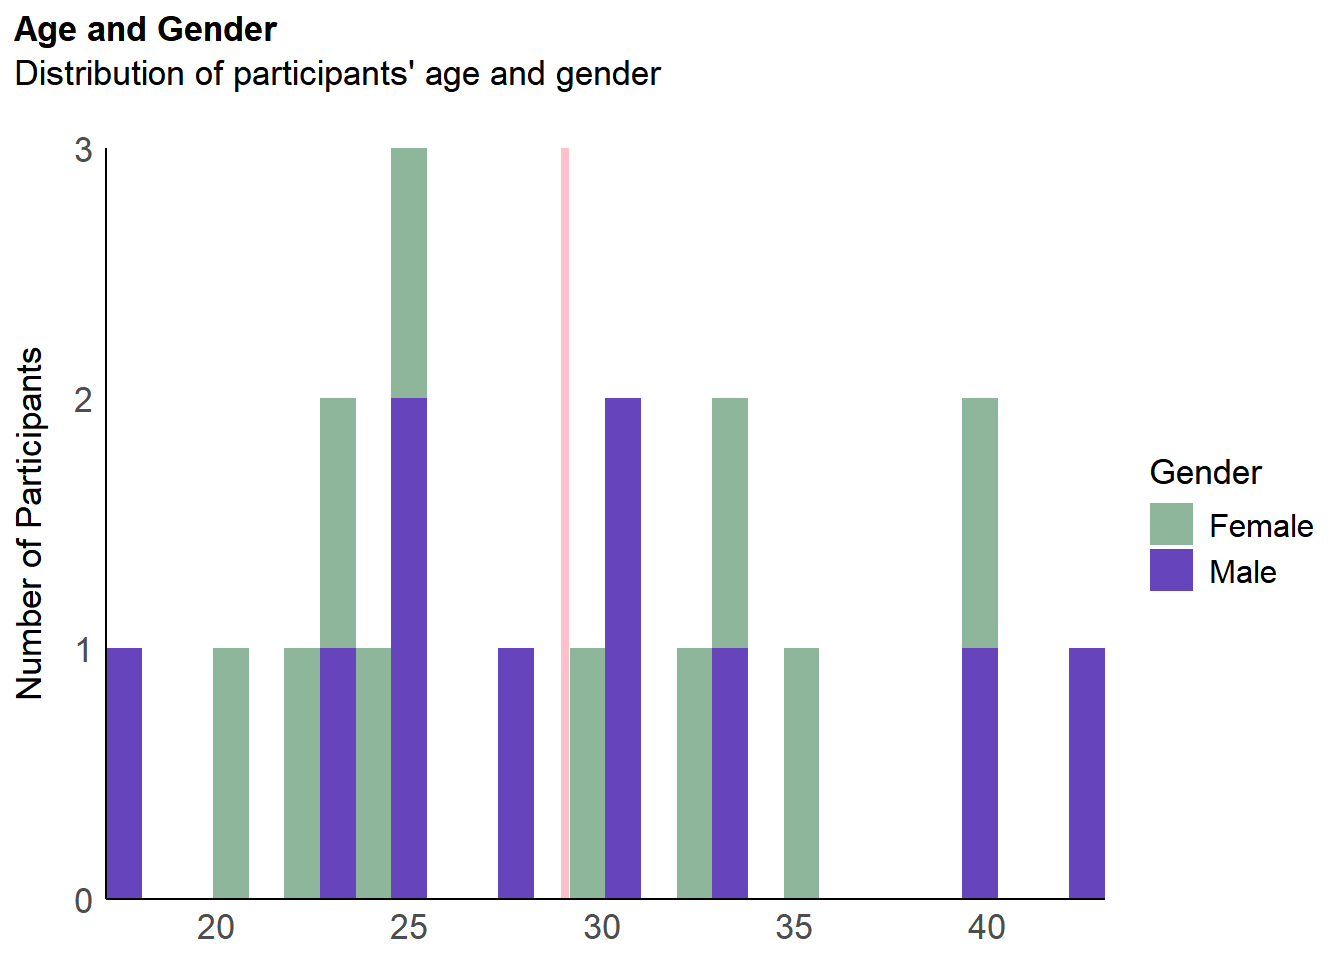 Age and Gender
Distribution of participants' age and gender
Number of Participants
3
2
1
0
20
25
30
35
40
Gender
Female
Male